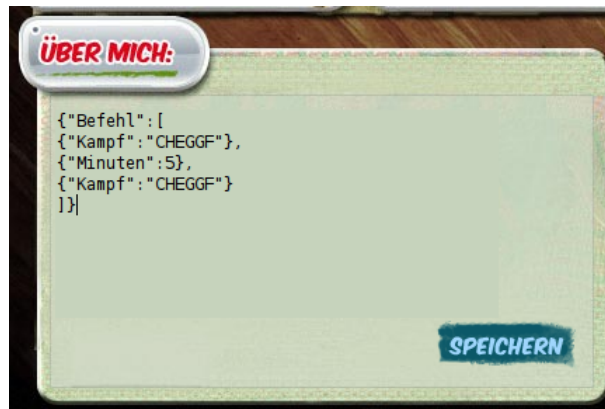 ÜBER MICH:
{"Befehl":[
{"Kampf":"CHEGGF"},
{"Minuten":5},
{"Kampf":"CHEGGF"}
]}
SPEICHERN